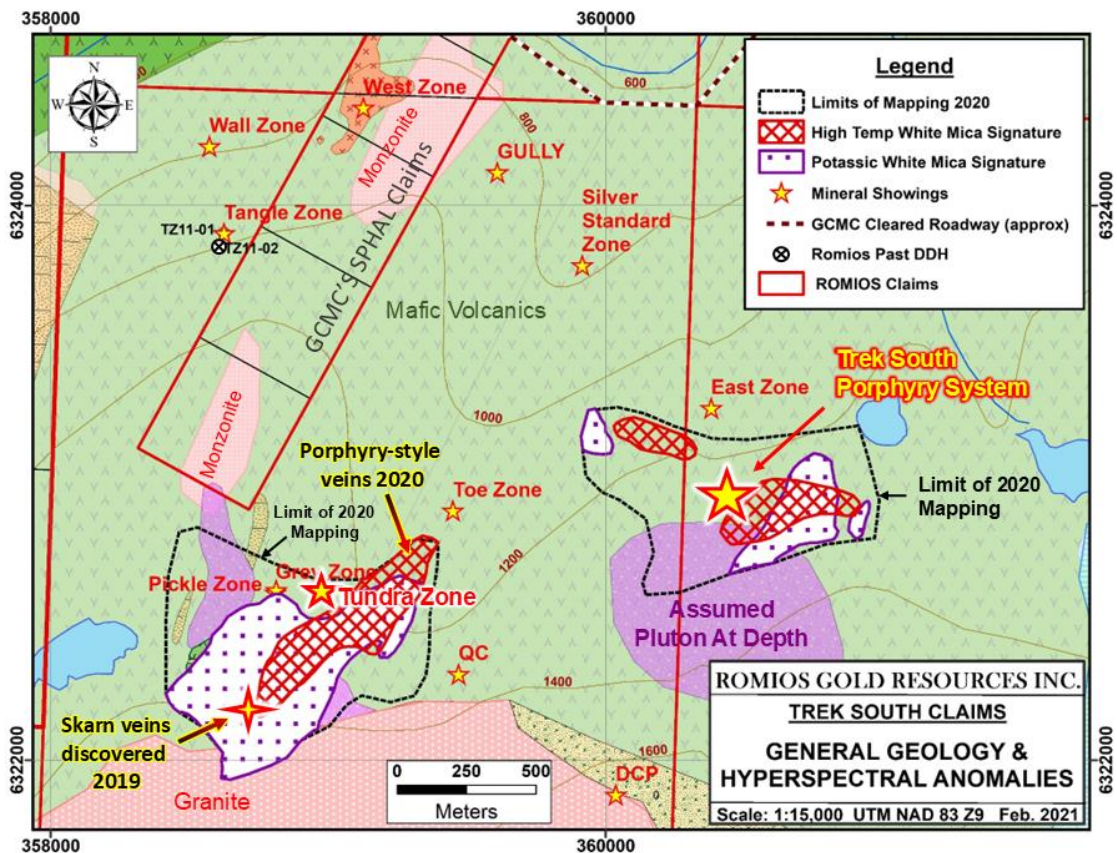 358000
360000
N
W
E
S
600
800
1000
1200
1400
1600
6324000
6322000
6324000
6322000
West Zone
Wall Zone
Monzonite
GULLY
Tangle Zone
TZ11-01
TZ11-02
Silver
Standard
Zone
GCMC'S SPHAL Claims
Mafic Volcanics
Legend
Limits of Mapping 2020
High Temp White Mica Signature
Potassic White Mica Signature
Mineral Showings
GCMC Cleared Roadway (approx)
Romios Past DDH
ROMIOS Claims
Trek South
Porphyry System
East Zone
Monzonite
Porphyry-style
veins 2020
Toe Zone
Limit of 2020
Mapping
Limit of 2020
Mapping
Pickle Zone
Grey Zone
Tundra Zone
Assumed
Pluton At Depth
QC
Skarn veins
discovered
2019
Granite
DCP
0 250 500
Meters
ROMIOS GOLD RESOURCES INC.
TREK SOUTH CLAIMS
GENERAL GEOLOGY &
HYPERSPECTRAL ANOMALIES
Scale: 1:15,000 UTM NAD 83 Z9 Feb. 2021
358000
360000